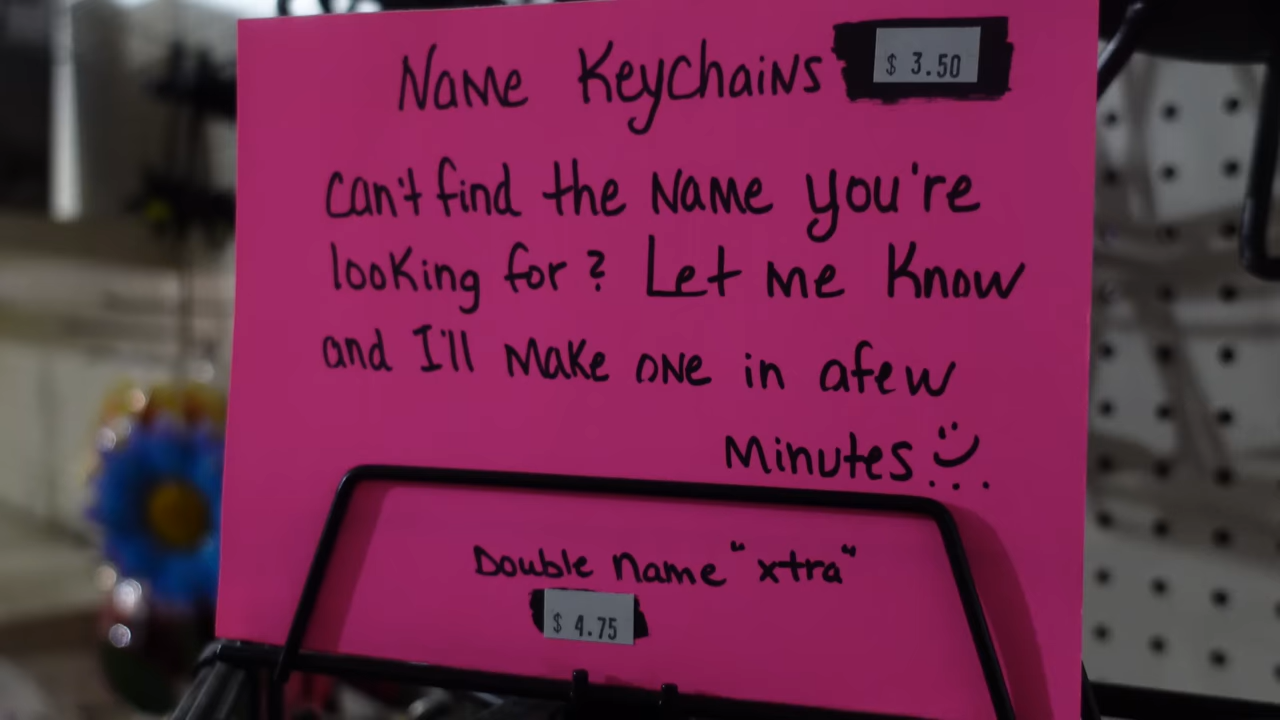 Name Keychains $ 3.50
Can't find the Name you're
looking for? Let me know
and I'll make one in afew
Minutes
Double name "xtra"
$ 4.75